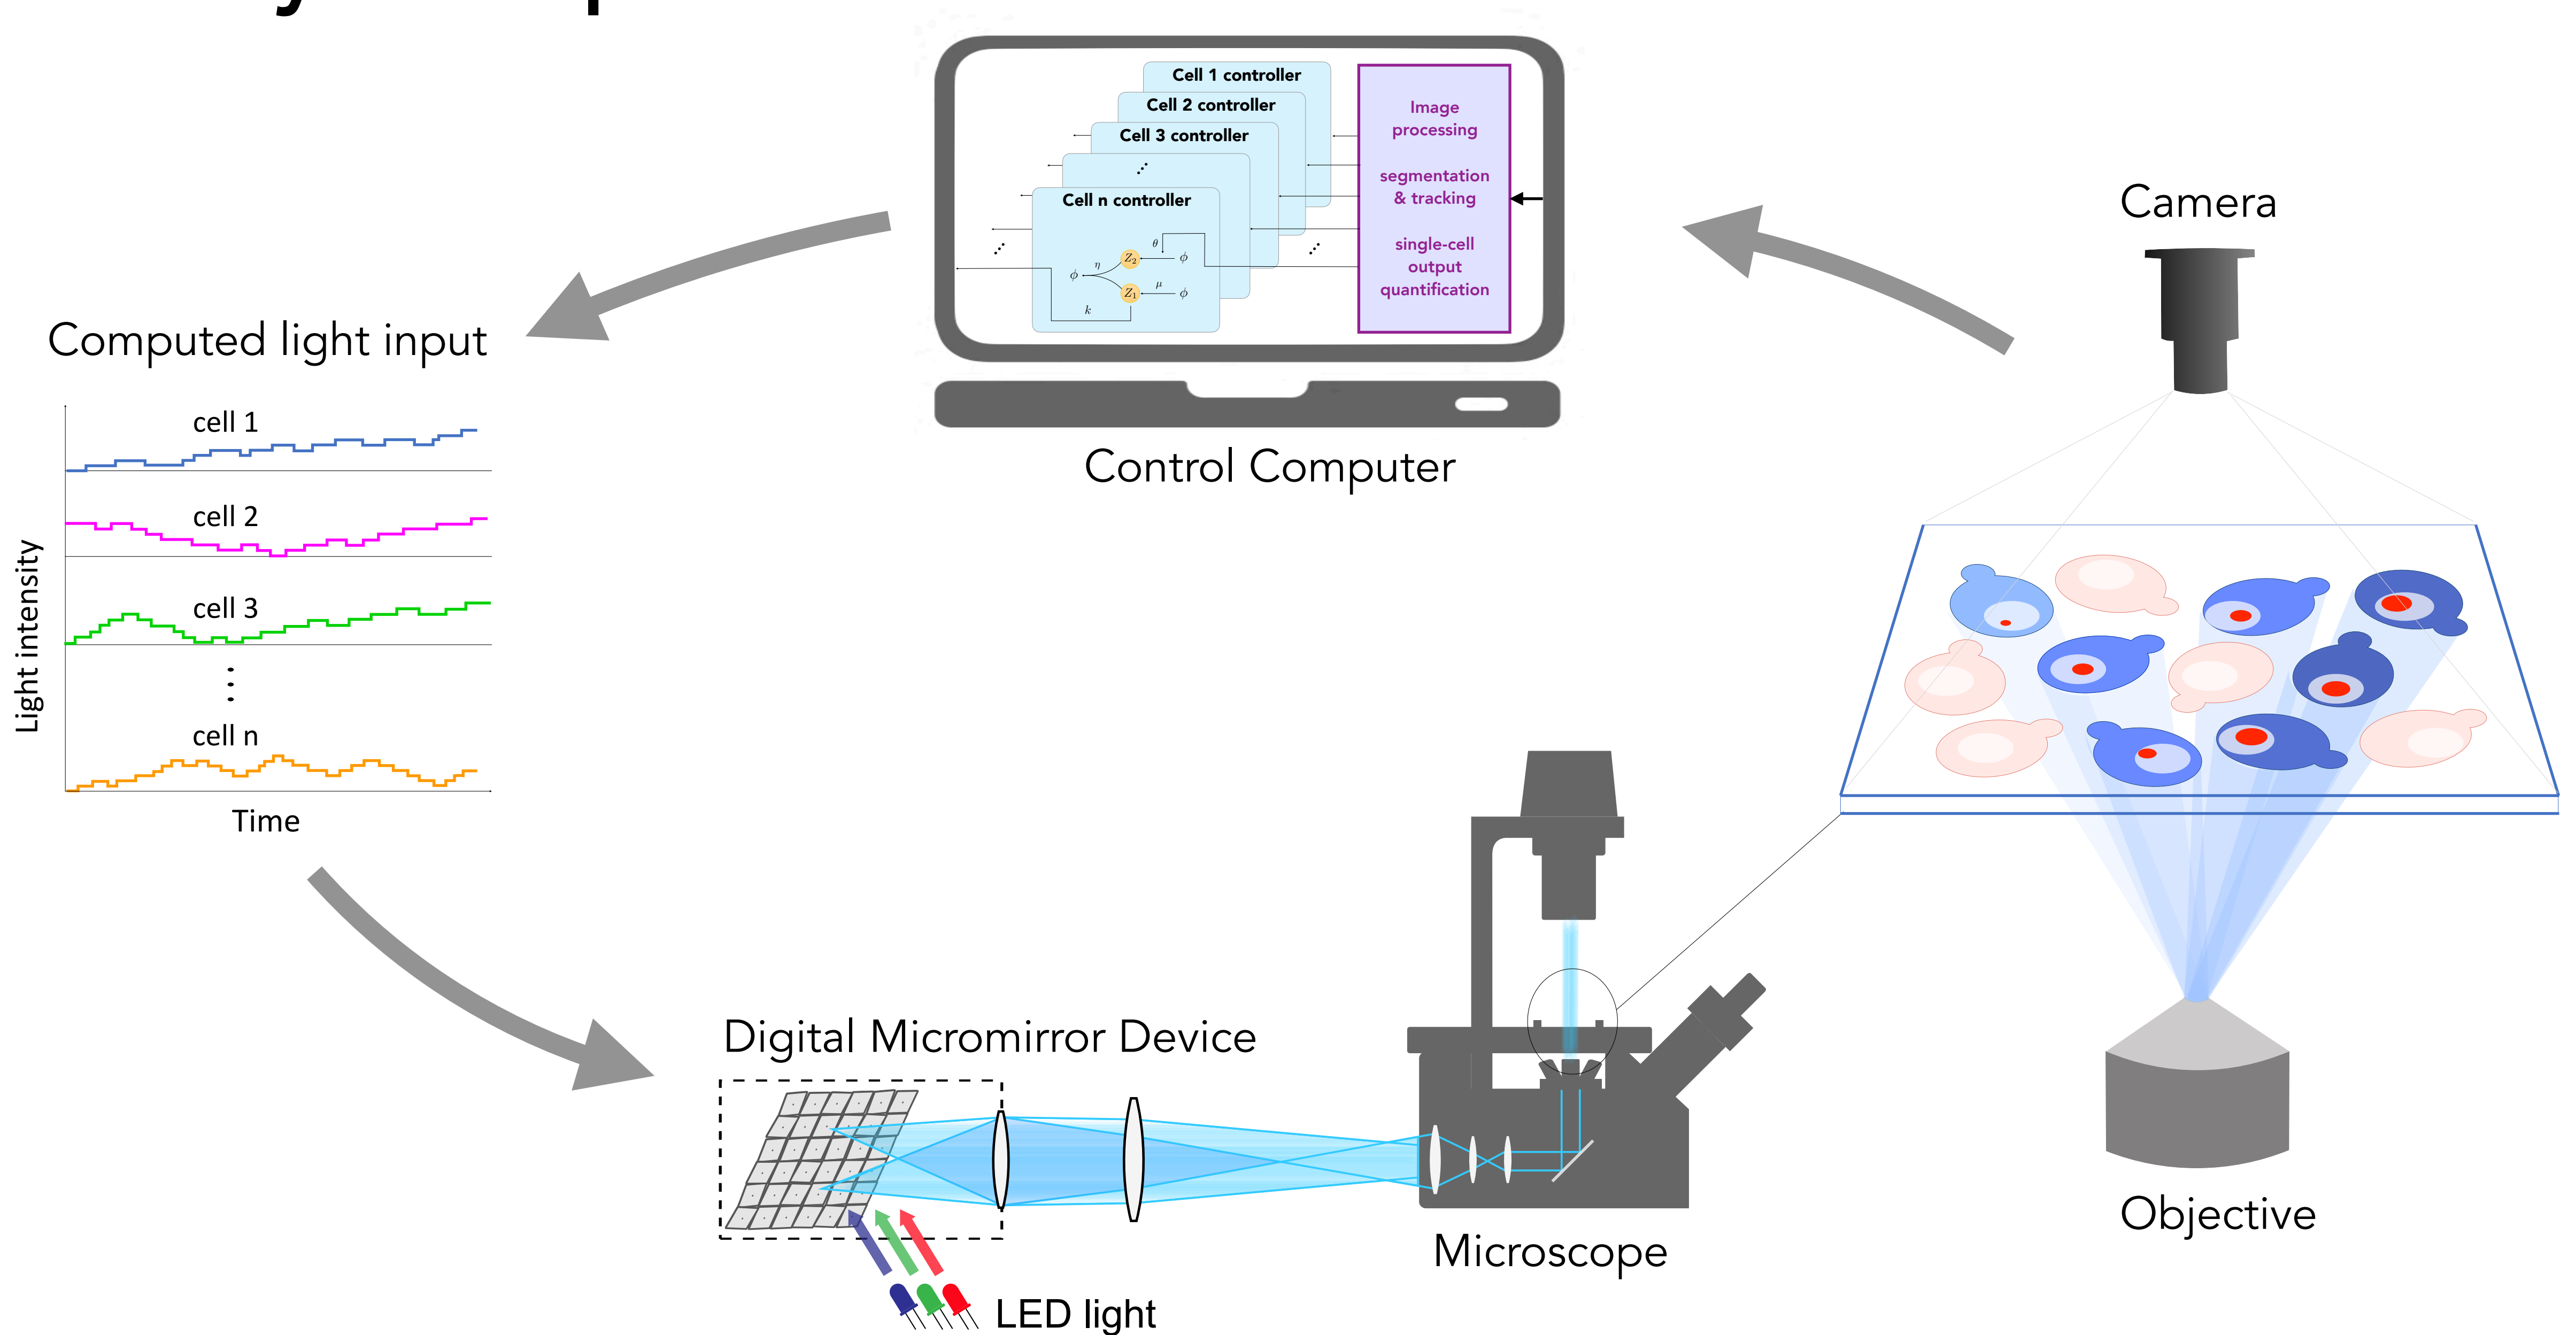 Cell 1 controller
Cell 2 controller
Cell 3 controller
Cell n controller
θ
Z₂
ϕ
η
ϕ
Z₁
μ
ϕ
k
Image
processing
segmentation
& tracking
single-cell
output
quantification
Control Computer
Camera
Computed light input
cell 1
cell 2
cell 3
cell n
Light intensity
Time
Digital Micromirror Device
LED light
Microscope
Objective